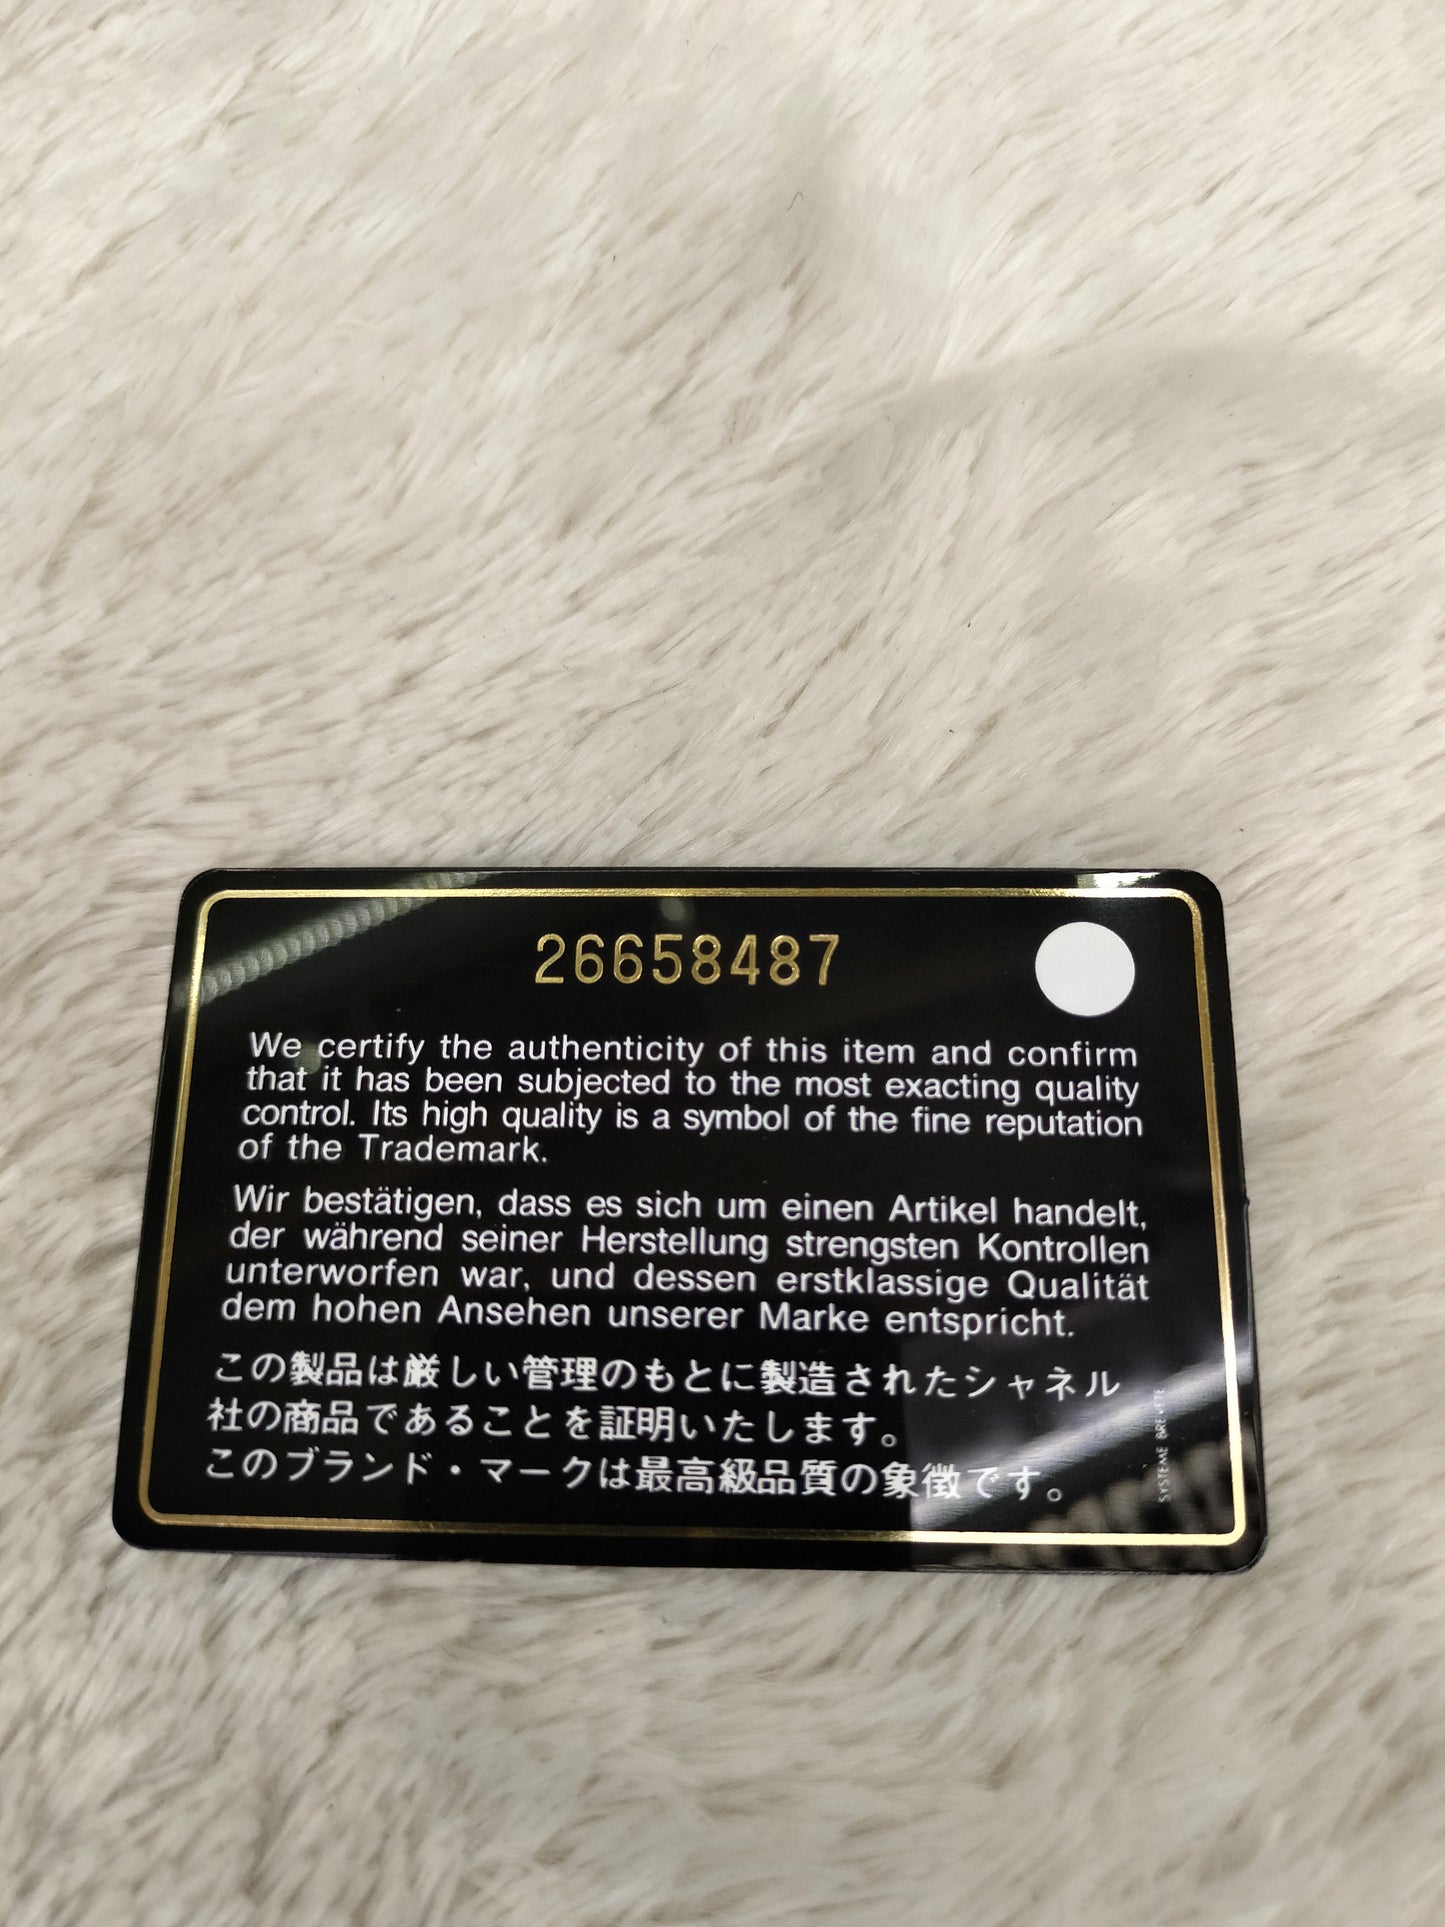 26658487
We certify the authenticity of this item and confirm
that it has been subjected to the most exacting quality
control. Its high quality is a symbol of the fine reputation
of the Trademark.
Wir bestätigen, dass es sich um einen Artikel handelt,
der während seiner Herstellung strengsten Kontrollen
unterworfen war, und dessen erstklassige Qualität
dem hohen Ansehen unserer Marke entspricht.
この製品は厳しい管理のもとに製造されたシャネル
社の商品であることを証明いたします。
このブランド・マークは最高級品質の象徴です。
SYSTEME BREVETE